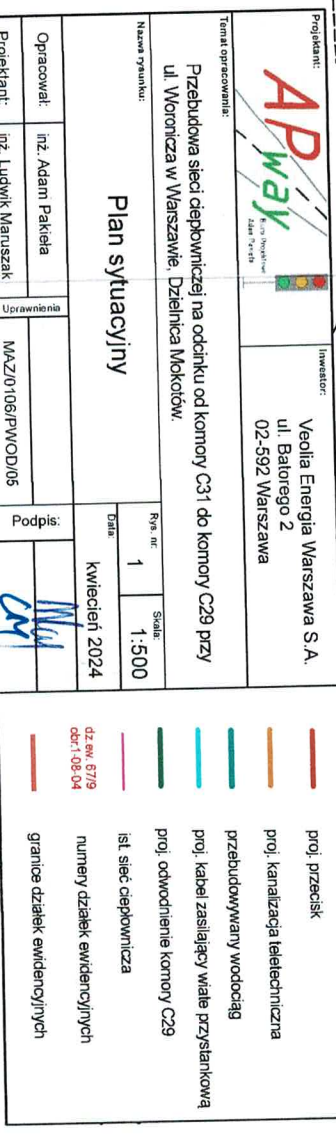 Projektant:
AP way
Biuro Projektowe
Adam Pakieła
Inwestor:
Veolia Energia Warszawa S.A.
ul. Batorego 2
02-592 Warszawa
Temat opracowania:
Przebudowa sieci ciepłowniczej na odcinku od komory C31 do komory C29 przy
ul. Woronicza w Warszawie, Dzielnica Mokotów.
Nazwa rysunku:
Plan sytuacyjny
Rys. nr:
1
Skala:
1:500
Data:
kwiecień 2024
Opracował:
inż. Adam Pakieła
Uprawnienia
Podpis:
Projektant:
inż. Ludwik Maruszak
MAZ/0106/PWOD/05
proj. przecisk
proj. kanalizacja teletechniczna
przebudowywany wodociąg
proj. kabel zasilający wiatę przystankową
proj. odwodnienie komory C29
ist. sieć ciepłownicza
dz.ew. 67/9
obr.1-08-04
numery działek ewidencyjnych
granice działek ewidencyjnych